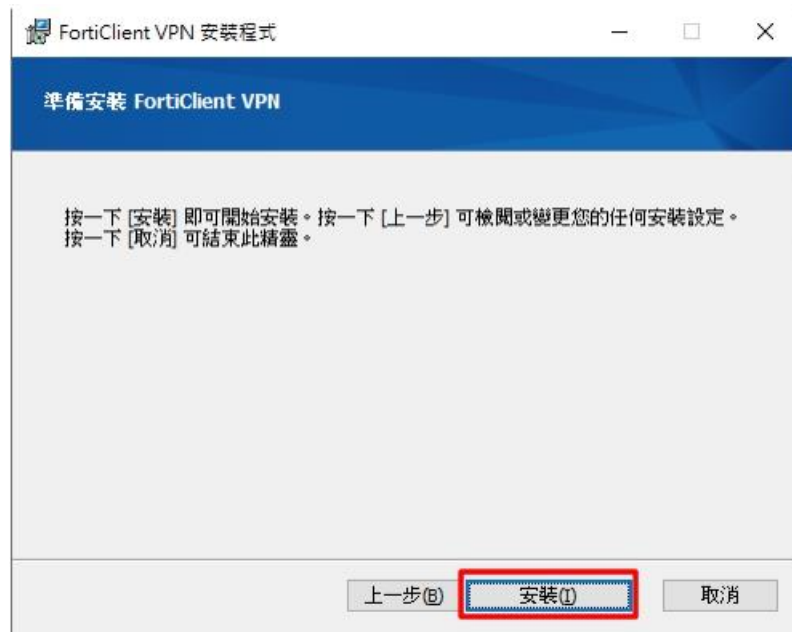 FortiClient VPN 安裝程式
準備安裝 FortiClient VPN
按一下 [安裝] 即可開始安裝。按一下 [上一步] 可檢閱或變更您的任何安裝設定。
按一下 [取消] 可結束此精靈。
上一步(B) 安裝(I) 取消